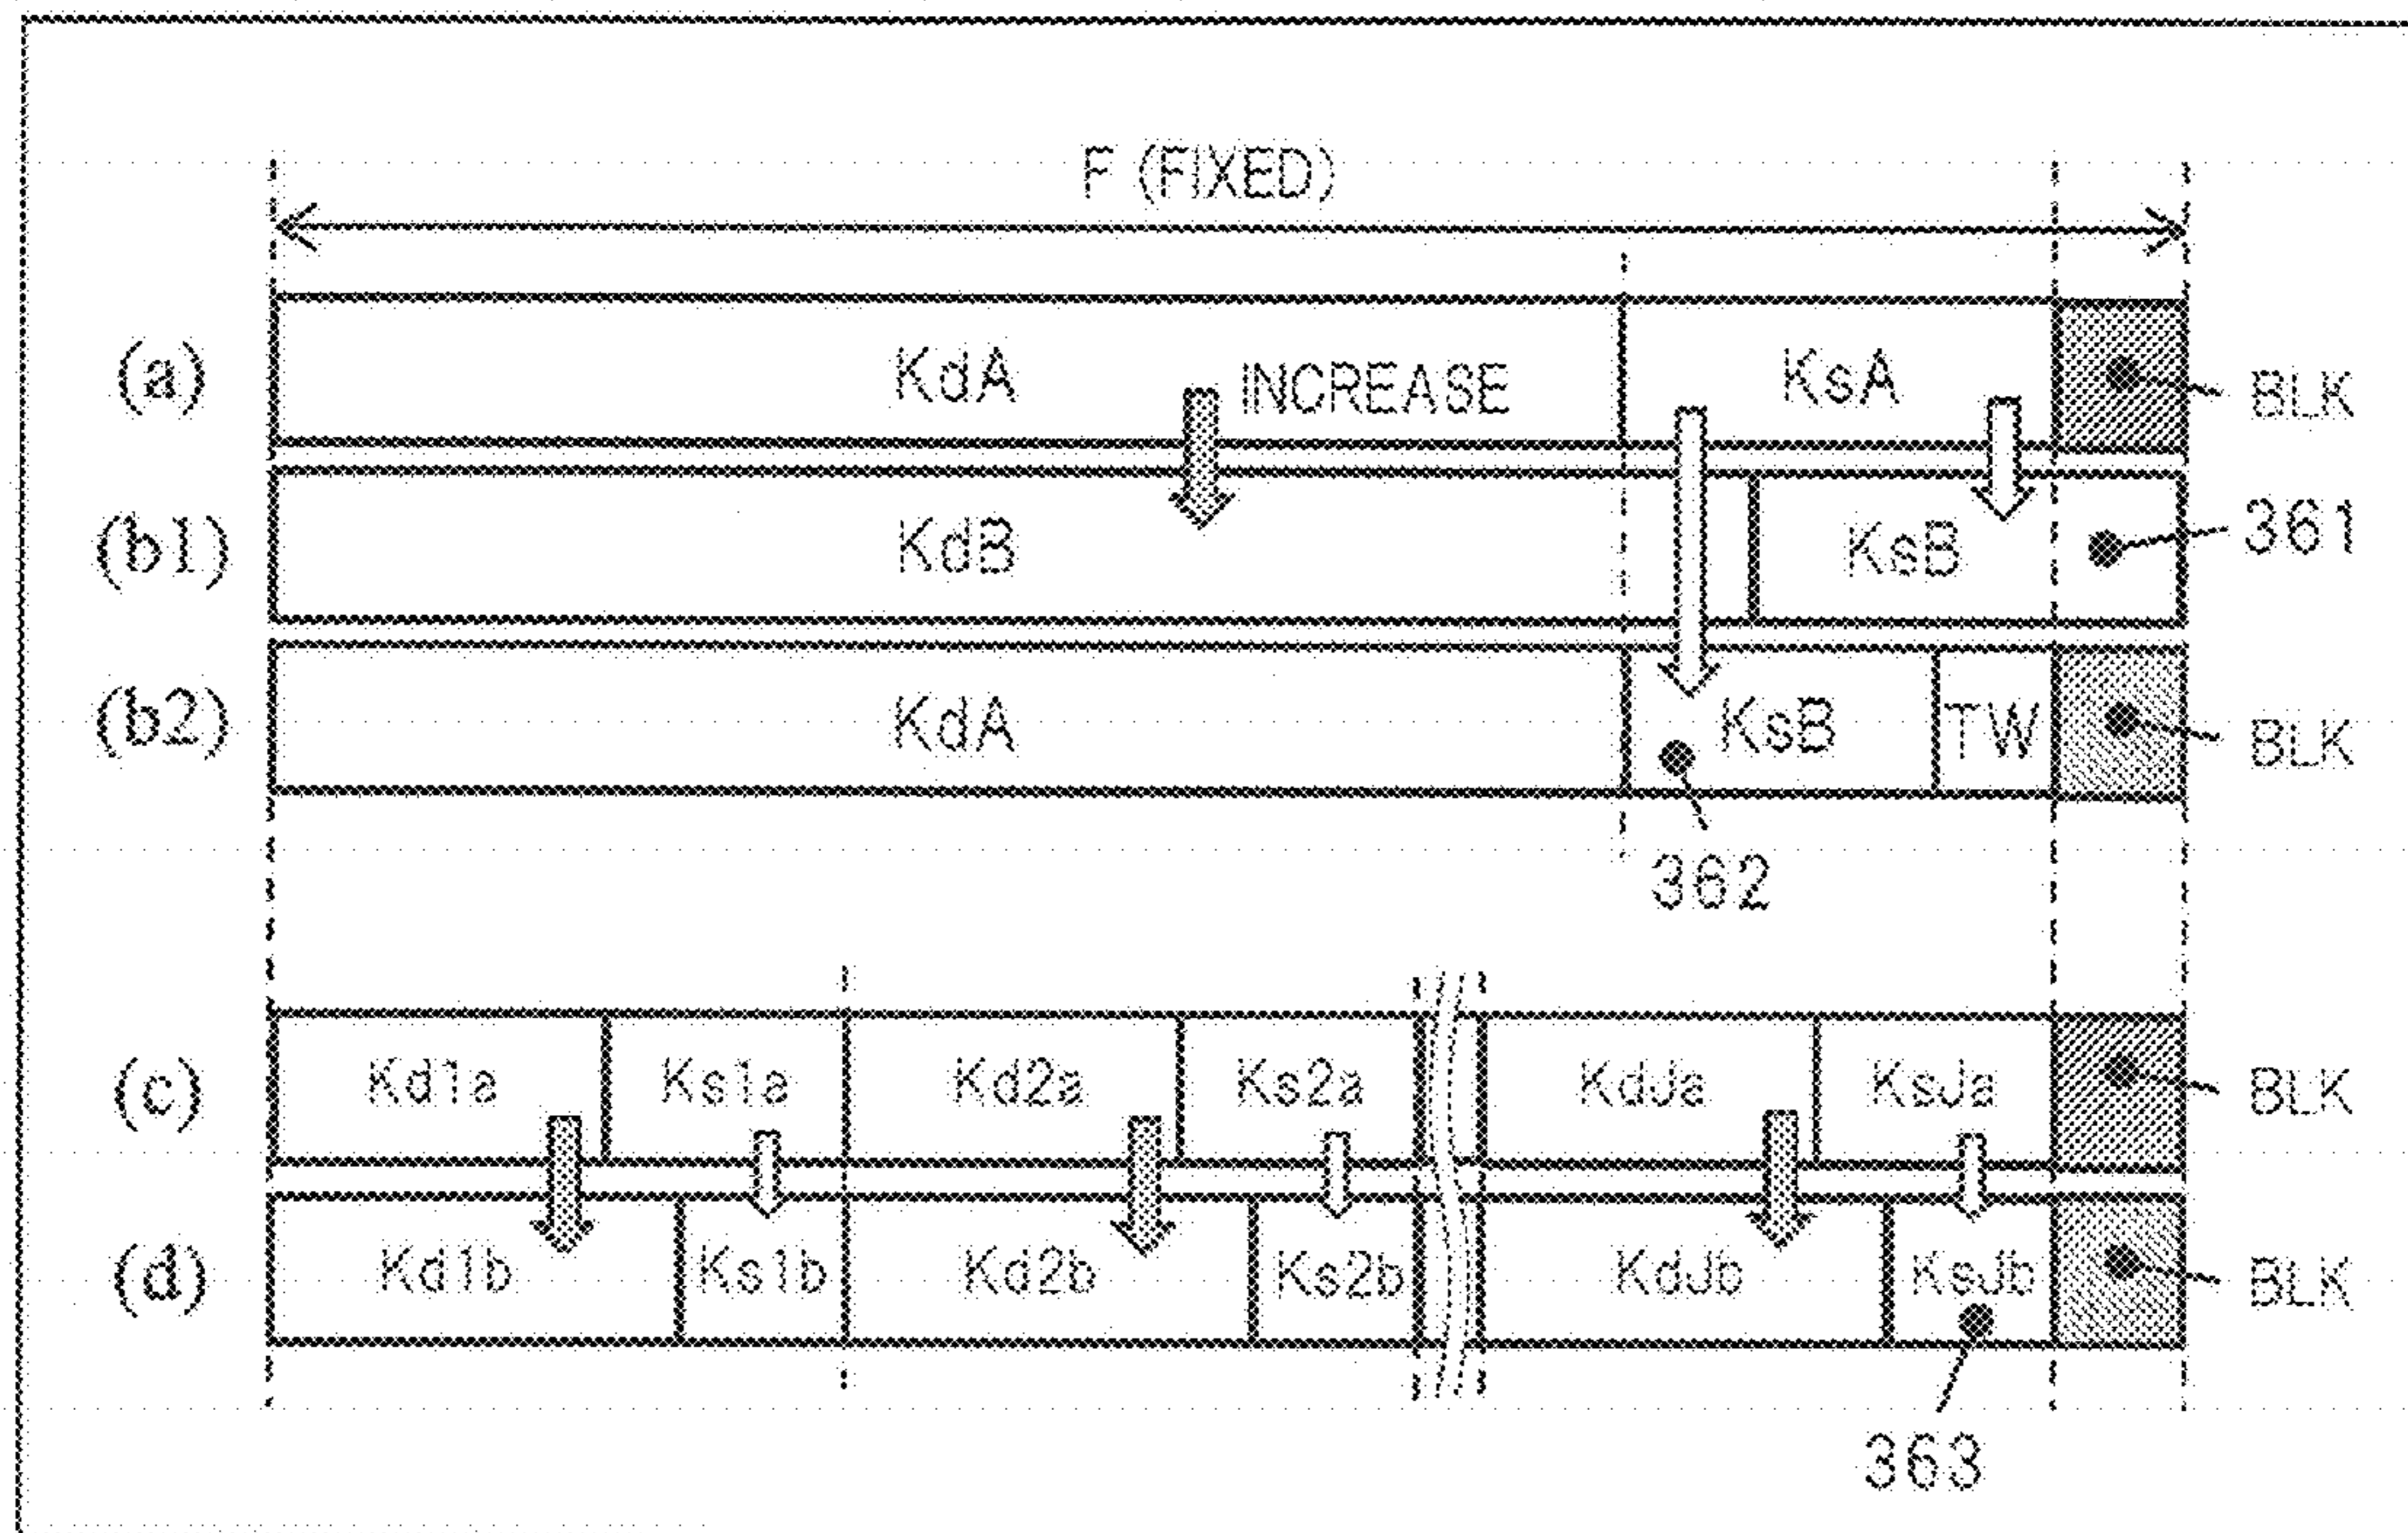 F (FIXED)
(a) KdA INCREASE KsA BLK
(b1) KdB KsB 361
(b2) KdA KsB TW BLK
362
(c) Kd1a Ks1a Kd2a Ks2a KdJa KsJa BLK
(d) Kd1b Ks1b Kd2b Ks2b KdJb KsJb BLK
363